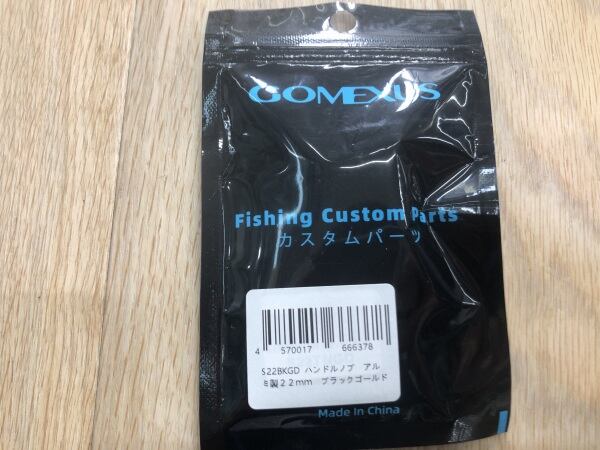 GOMEXUS
Fishing Custom Parts
カスタムパーツ
4 570017 666378
S22BKGD ハンドルノブ アル
ミ製22mm ブラックゴールド
Made In China